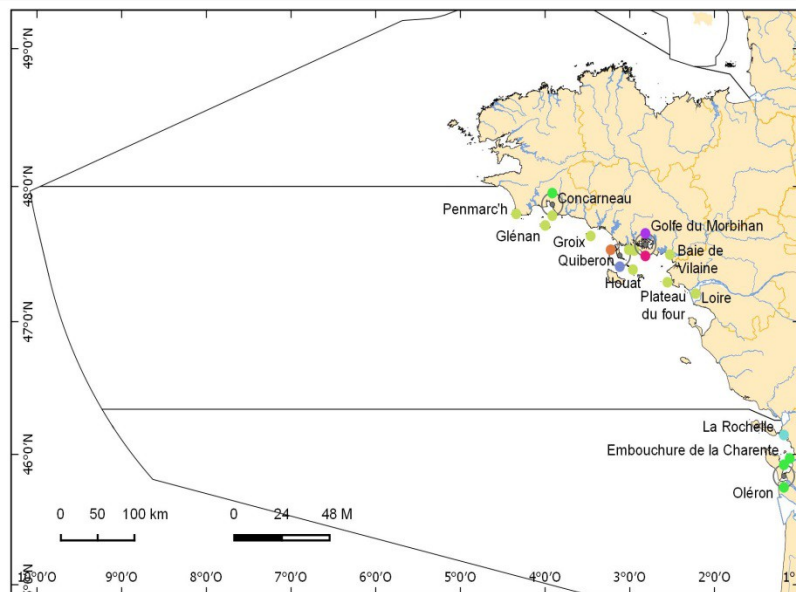 49°0'N
48°0'N
Concarneau
Penmarc'h
Golfe du Morbihan
Glénan
Groix
Baie de
Quiberon
Vilaine
Houat
Plateau
Loire
du four
47°0'N
La Rochelle
46°0'N
Embouchure de la Charente
Oléron
0 50 100 km
0 24 48 M
10°0'O 9°0'O 8°0'O 7°0'O 6°0'O 5°0'O 4°0'O 3°0'O 2°0'O